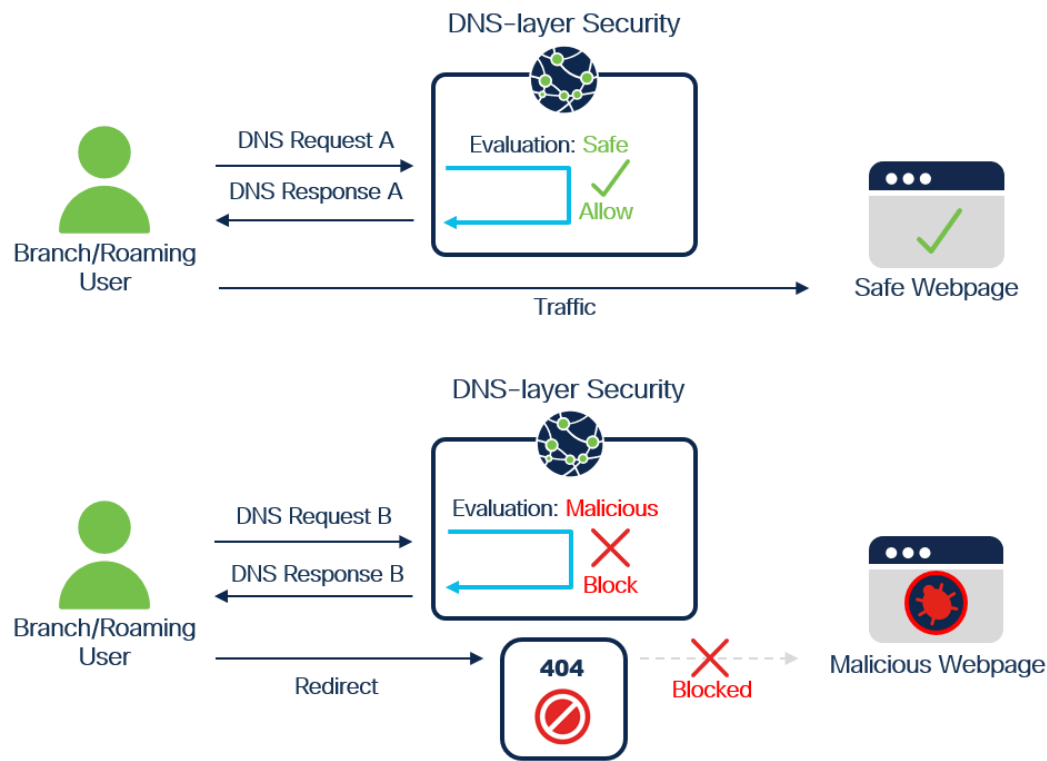 DNS-layer Security
DNS Request A
Evaluation: Safe
DNS Response A
Allow
Branch/Roaming
User
Traffic
Safe Webpage
DNS-layer Security
DNS Request B
Evaluation: Malicious
DNS Response B
Block
Branch/Roaming
User
Redirect
404
Blocked
Malicious Webpage